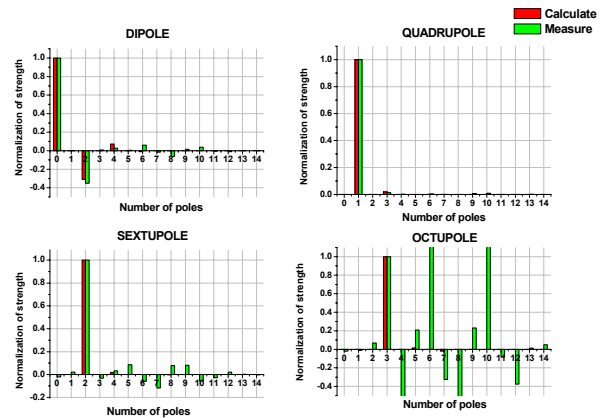 Calculate
Measure
DIPOLE
Normalization of strength
1.0
0.8
0.6
0.4
0.2
0.0
-0.2
-0.4
0 1 2 3 4 5 6 7 8 9 10 11 12 13 14
Number of poles
QUADRUPOLE
Normalization of strength
1.0
0.8
0.6
0.4
0.2
0.0
0 1 2 3 4 5 6 7 8 9 10 11 12 13 14
Number of poles
SEXTUPOLE
Normalization of strength
1.0
0.8
0.6
0.4
0.2
0.0
-0.2
0 1 2 3 4 5 6 7 8 9 10 11 12 13 14
Number of poles
OCTUPOLE
Normalization of strength
1.0
0.8
0.6
0.4
0.2
0.0
-0.2
-0.4
0 1 2 3 4 5 6 7 8 9 10 11 12 13 14
Number of poles